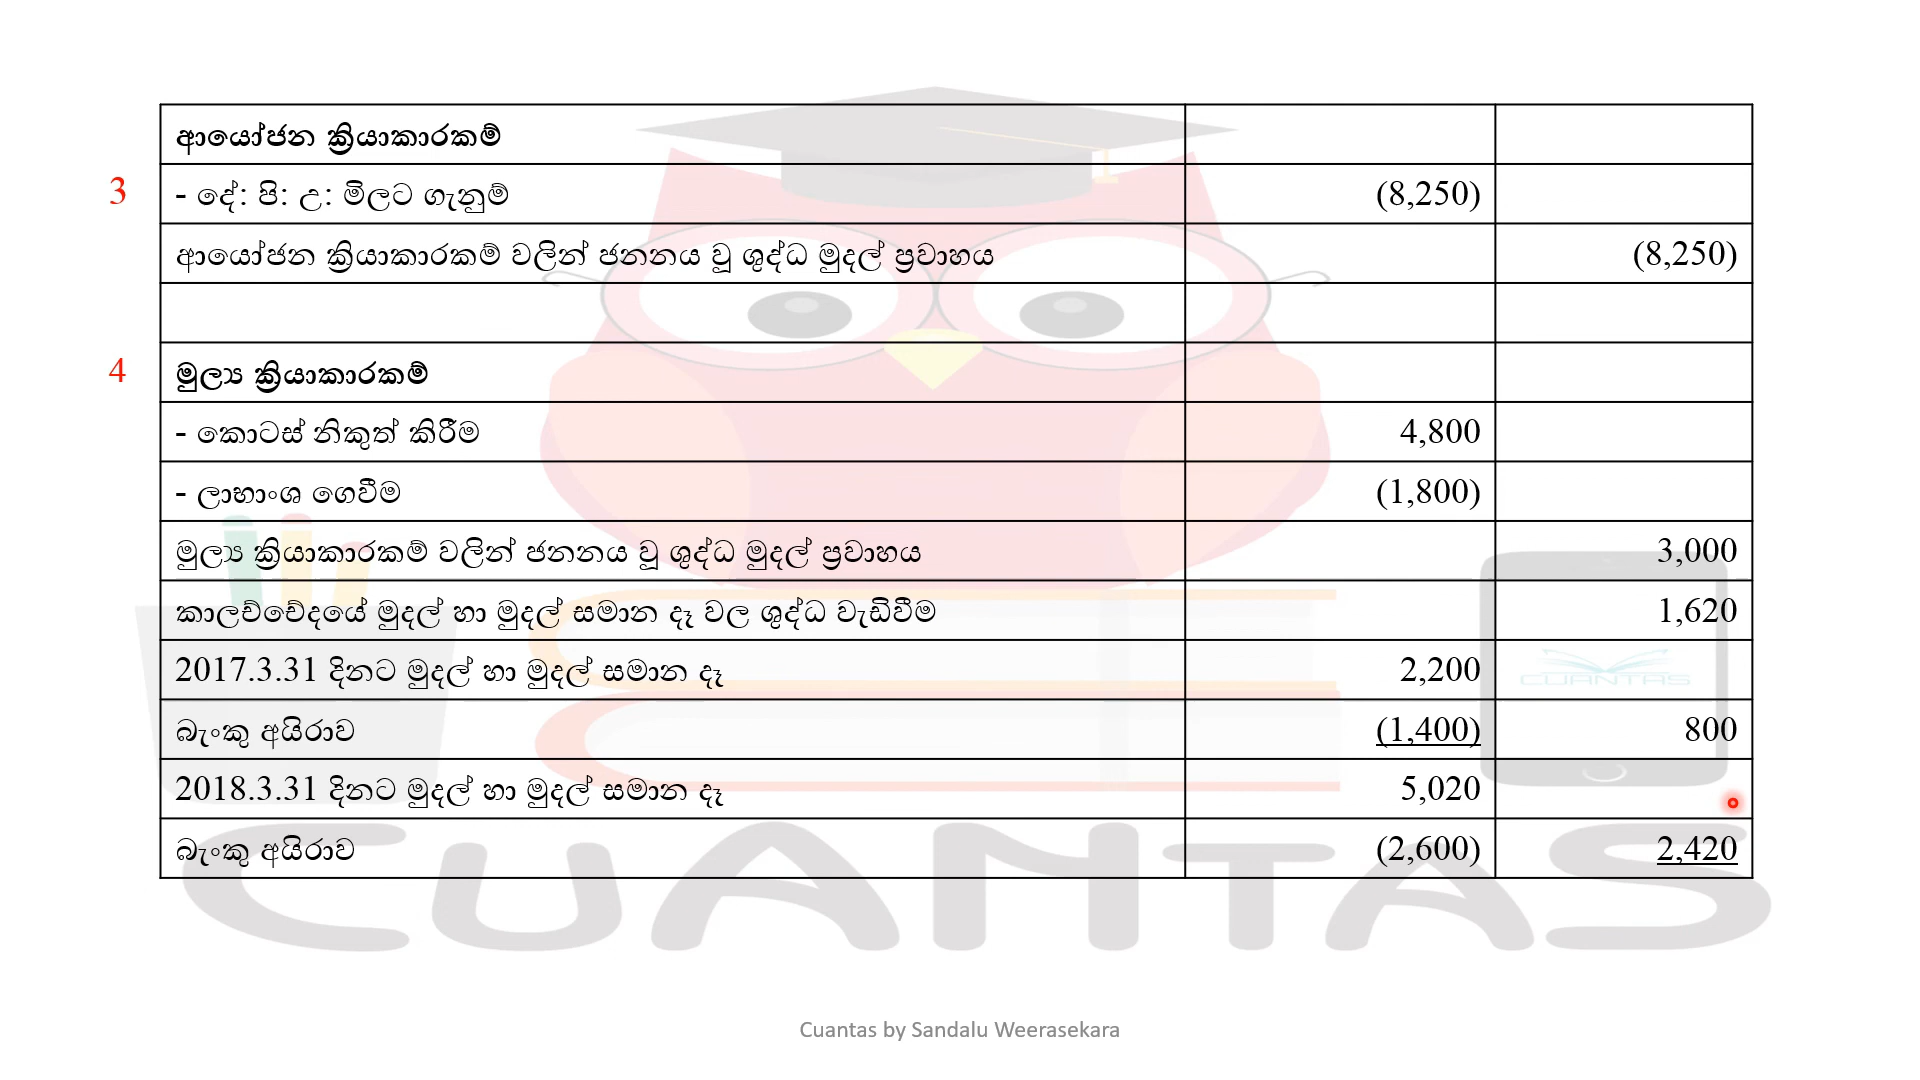 ආයෝජන ක්‍රියාකාරකම්
3 - දේ: පි: උ: මිලට ගැනුම් (8,250)
ආයෝජන ක්‍රියාකාරකම් වලින් ජනනය වූ ශුද්ධ මුදල් ප්‍රවාහය (8,250)
4 මූල්‍ය ක්‍රියාකාරකම්
- කොටස් නිකුත් කිරීම 4,800
- ලාභාංශ ගෙවීම (1,800)
මූල්‍ය ක්‍රියාකාරකම් වලින් ජනනය වූ ශුද්ධ මුදල් ප්‍රවාහය 3,000
කාලච්චේදයේ මුදල් හා මුදල් සමාන දෑ වල ශුද්ධ වැඩිවීම 1,620
2017.3.31 දිනට මුදල් හා මුදල් සමාන දෑ 2,200
බැංකු අයිරාව (1,400) 800
2018.3.31 දිනට මුදල් හා මුදල් සමාන දෑ 5,020
බැංකු අයිරාව (2,600) 2,420
CUANTAS
CUANTAS
Cuantas by Sandalu Weerasekara